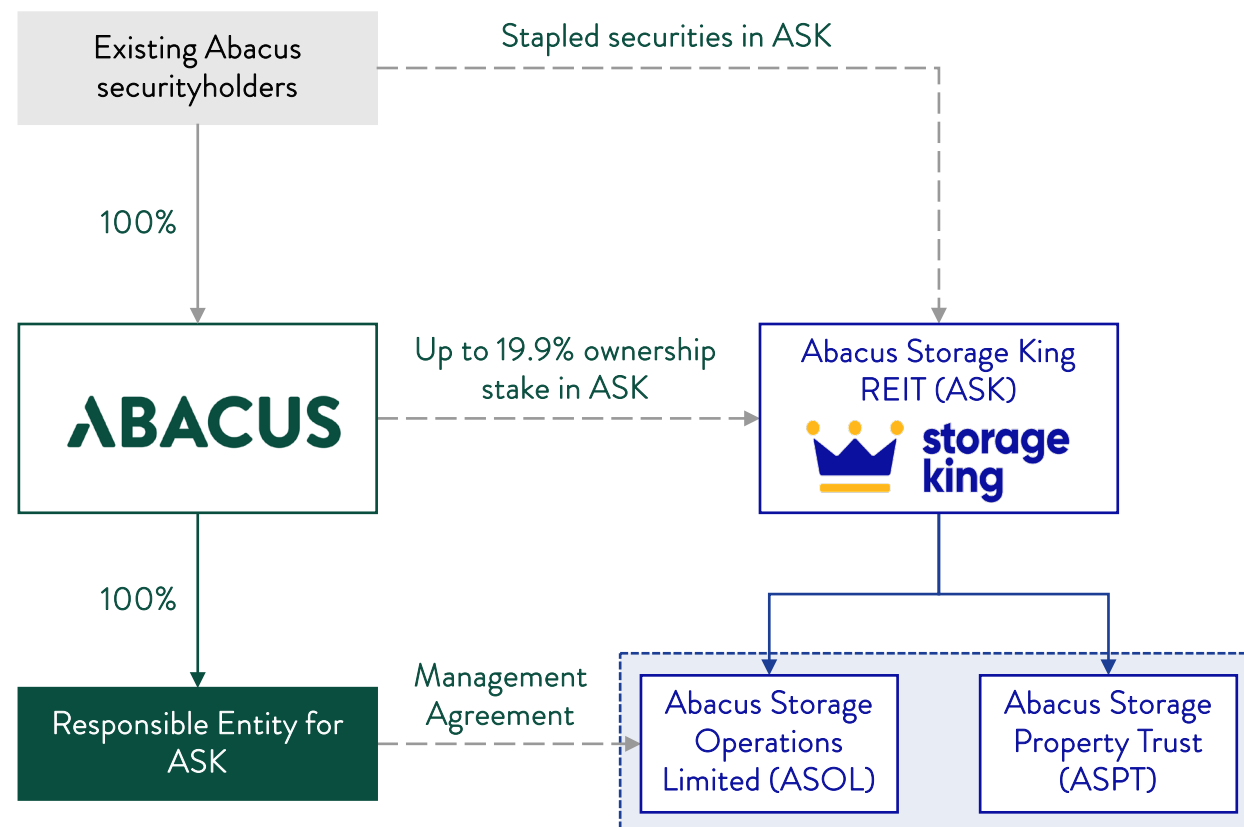 Existing Abacus
securityholders
Stapled securities in ASK
100%
ABACUS
Up to 19.9% ownership
stake in ASK
Abacus Storage King
REIT (ASK)
storage
king
100%
Management
Agreement
Responsible Entity for
ASK
Abacus Storage
Operations
Limited (ASOL)
Abacus Storage
Property Trust
(ASPT)